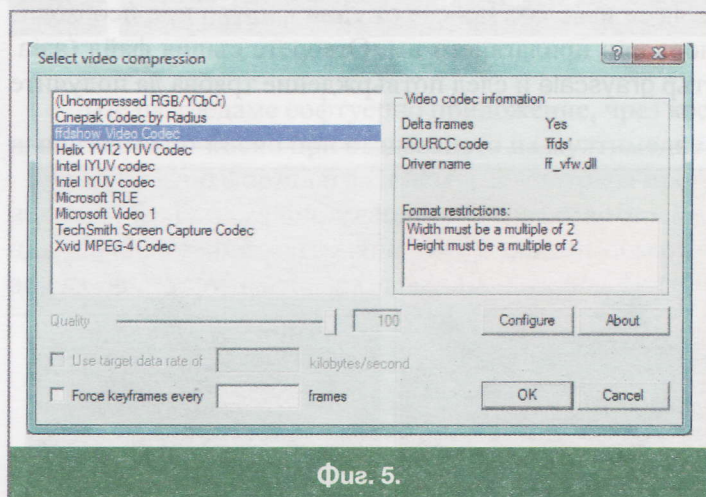 Select video compression
(Uncompressed RGB/YCbCr)
Cinepak Codec by Radius
ffdshow Video Codec
Helix YV12 YUV Codec
Intel IYUV codec
Intel IYUV codec
Microsoft RLE
Microsoft Video 1
TechSmith Screen Capture Codec
Xvid MPEG-4 Codec
Video codec information
Delta frames Yes
FOURCC code 'ffds'
Driver name ff_vfw.dll
Format restrictions:
Width must be a multiple of 2
Height must be a multiple of 2
Quality 100
Configure About
Use target data rate of kilobytes/second
Force keyframes every frames
OK Cancel
Фиг. 5.